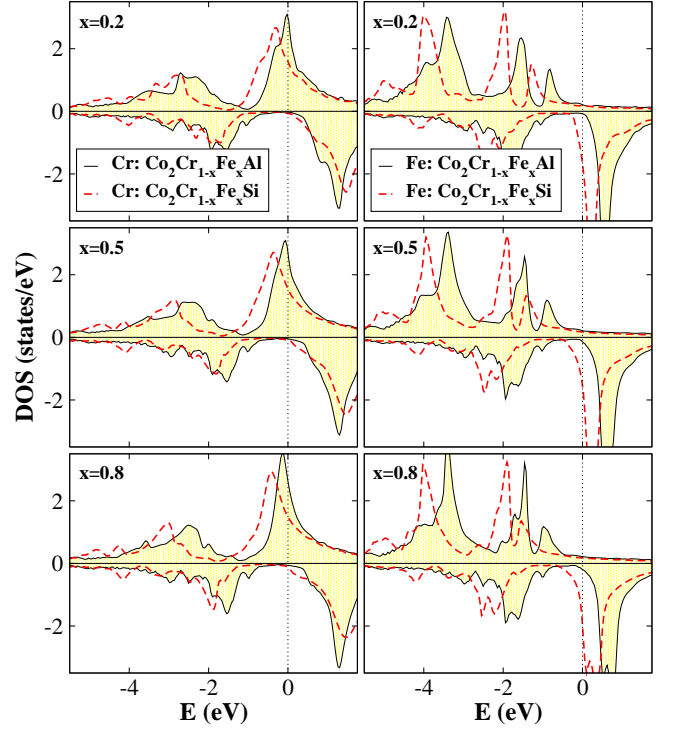 x=0.2
x=0.2
2
0
-2
Cr: Co₂Cr₁₋ₓFeₓAl
Cr: Co₂Cr₁₋ₓFeₓSi
Fe: Co₂Cr₁₋ₓFeₓAl
Fe: Co₂Cr₁₋ₓFeₓSi
x=0.5
x=0.5
2
0
-2
DOS (states/eV)
x=0.8
x=0.8
2
0
-2
-4 -2 0 -4 -2 0
E (eV) E (eV)